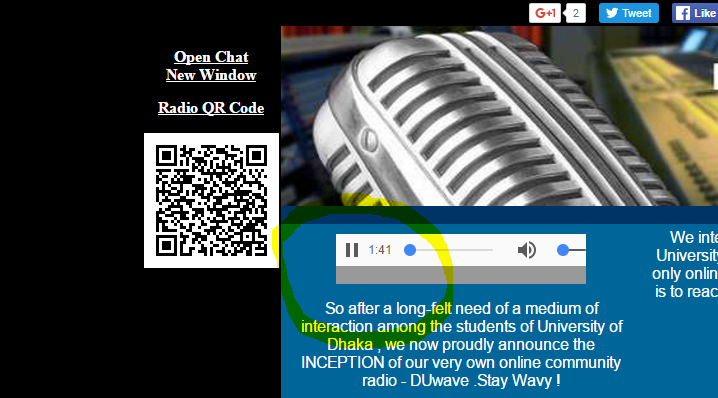 G+1 2 Tweet Like
Open Chat
New Window
Radio QR Code
1:41
We inte
University
only onlin
is to reac
So after a long-felt need of a medium of
interaction among the students of University of
Dhaka , we now proudly announce the
INCEPTION of our very own online community
radio - DUwave .Stay Wavy !